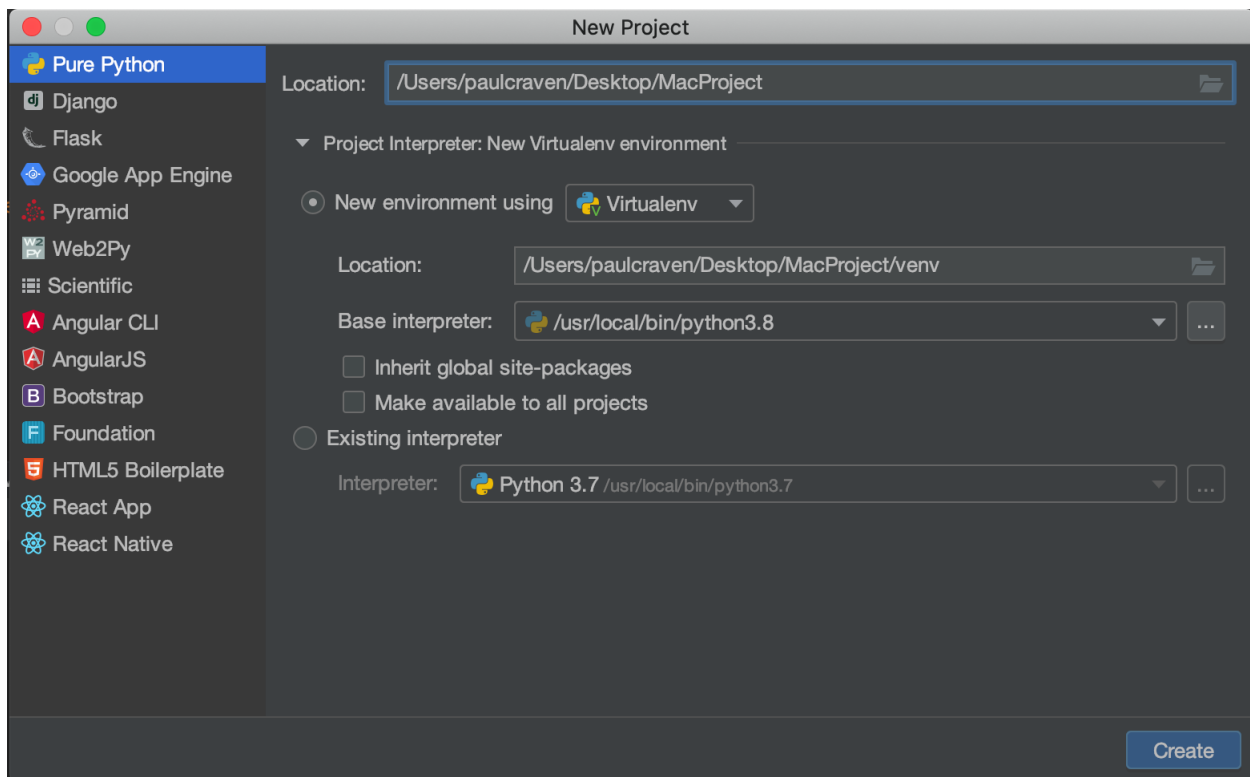 New Project
Pure Python
Django
Flask
Google App Engine
Pyramid
Web2Py
Scientific
Angular CLI
AngularJS
Bootstrap
Foundation
HTML5 Boilerplate
React App
React Native
Location: /Users/paulcraven/Desktop/MacProject
Project Interpreter: New Virtualenv environment
New environment using Virtualenv
Location: /Users/paulcraven/Desktop/MacProject/venv
Base interpreter: /usr/local/bin/python3.8 ...
Inherit global site-packages
Make available to all projects
Existing interpreter
Interpreter: Python 3.7 /usr/local/bin/python3.7 ...
Create